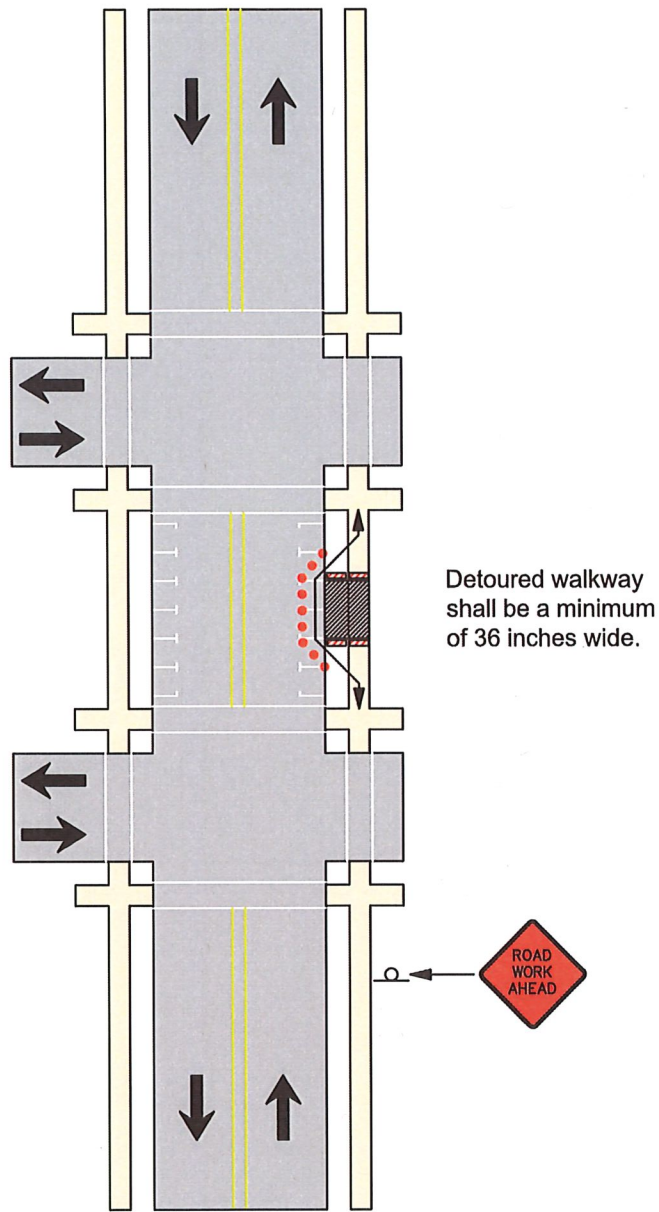 Detoured walkway
shall be a minimum
of 36 inches wide.
ROAD
WORK
AHEAD